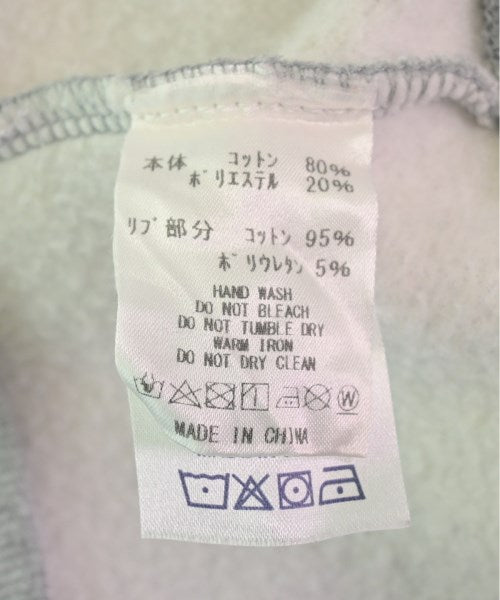 本体 コットン 80%
ポリエステル 20%
リブ部分 コットン 95%
ポリウレタン 5%
HAND WASH
DO NOT BLEACH
DO NOT TUMBLE DRY
WARM IRON
DO NOT DRY CLEAN
W
MADE IN CHINA